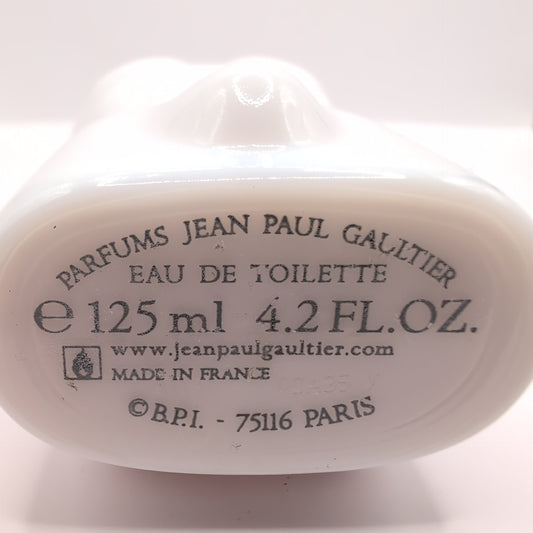 PARFUMS JEAN PAUL GAULTIER
EAU DE TOILETTE
℮ 125 ml 4.2 FL.OZ.
www.jeanpaulgaultier.com
MADE IN FRANCE
© B.P.I. - 75116 PARIS